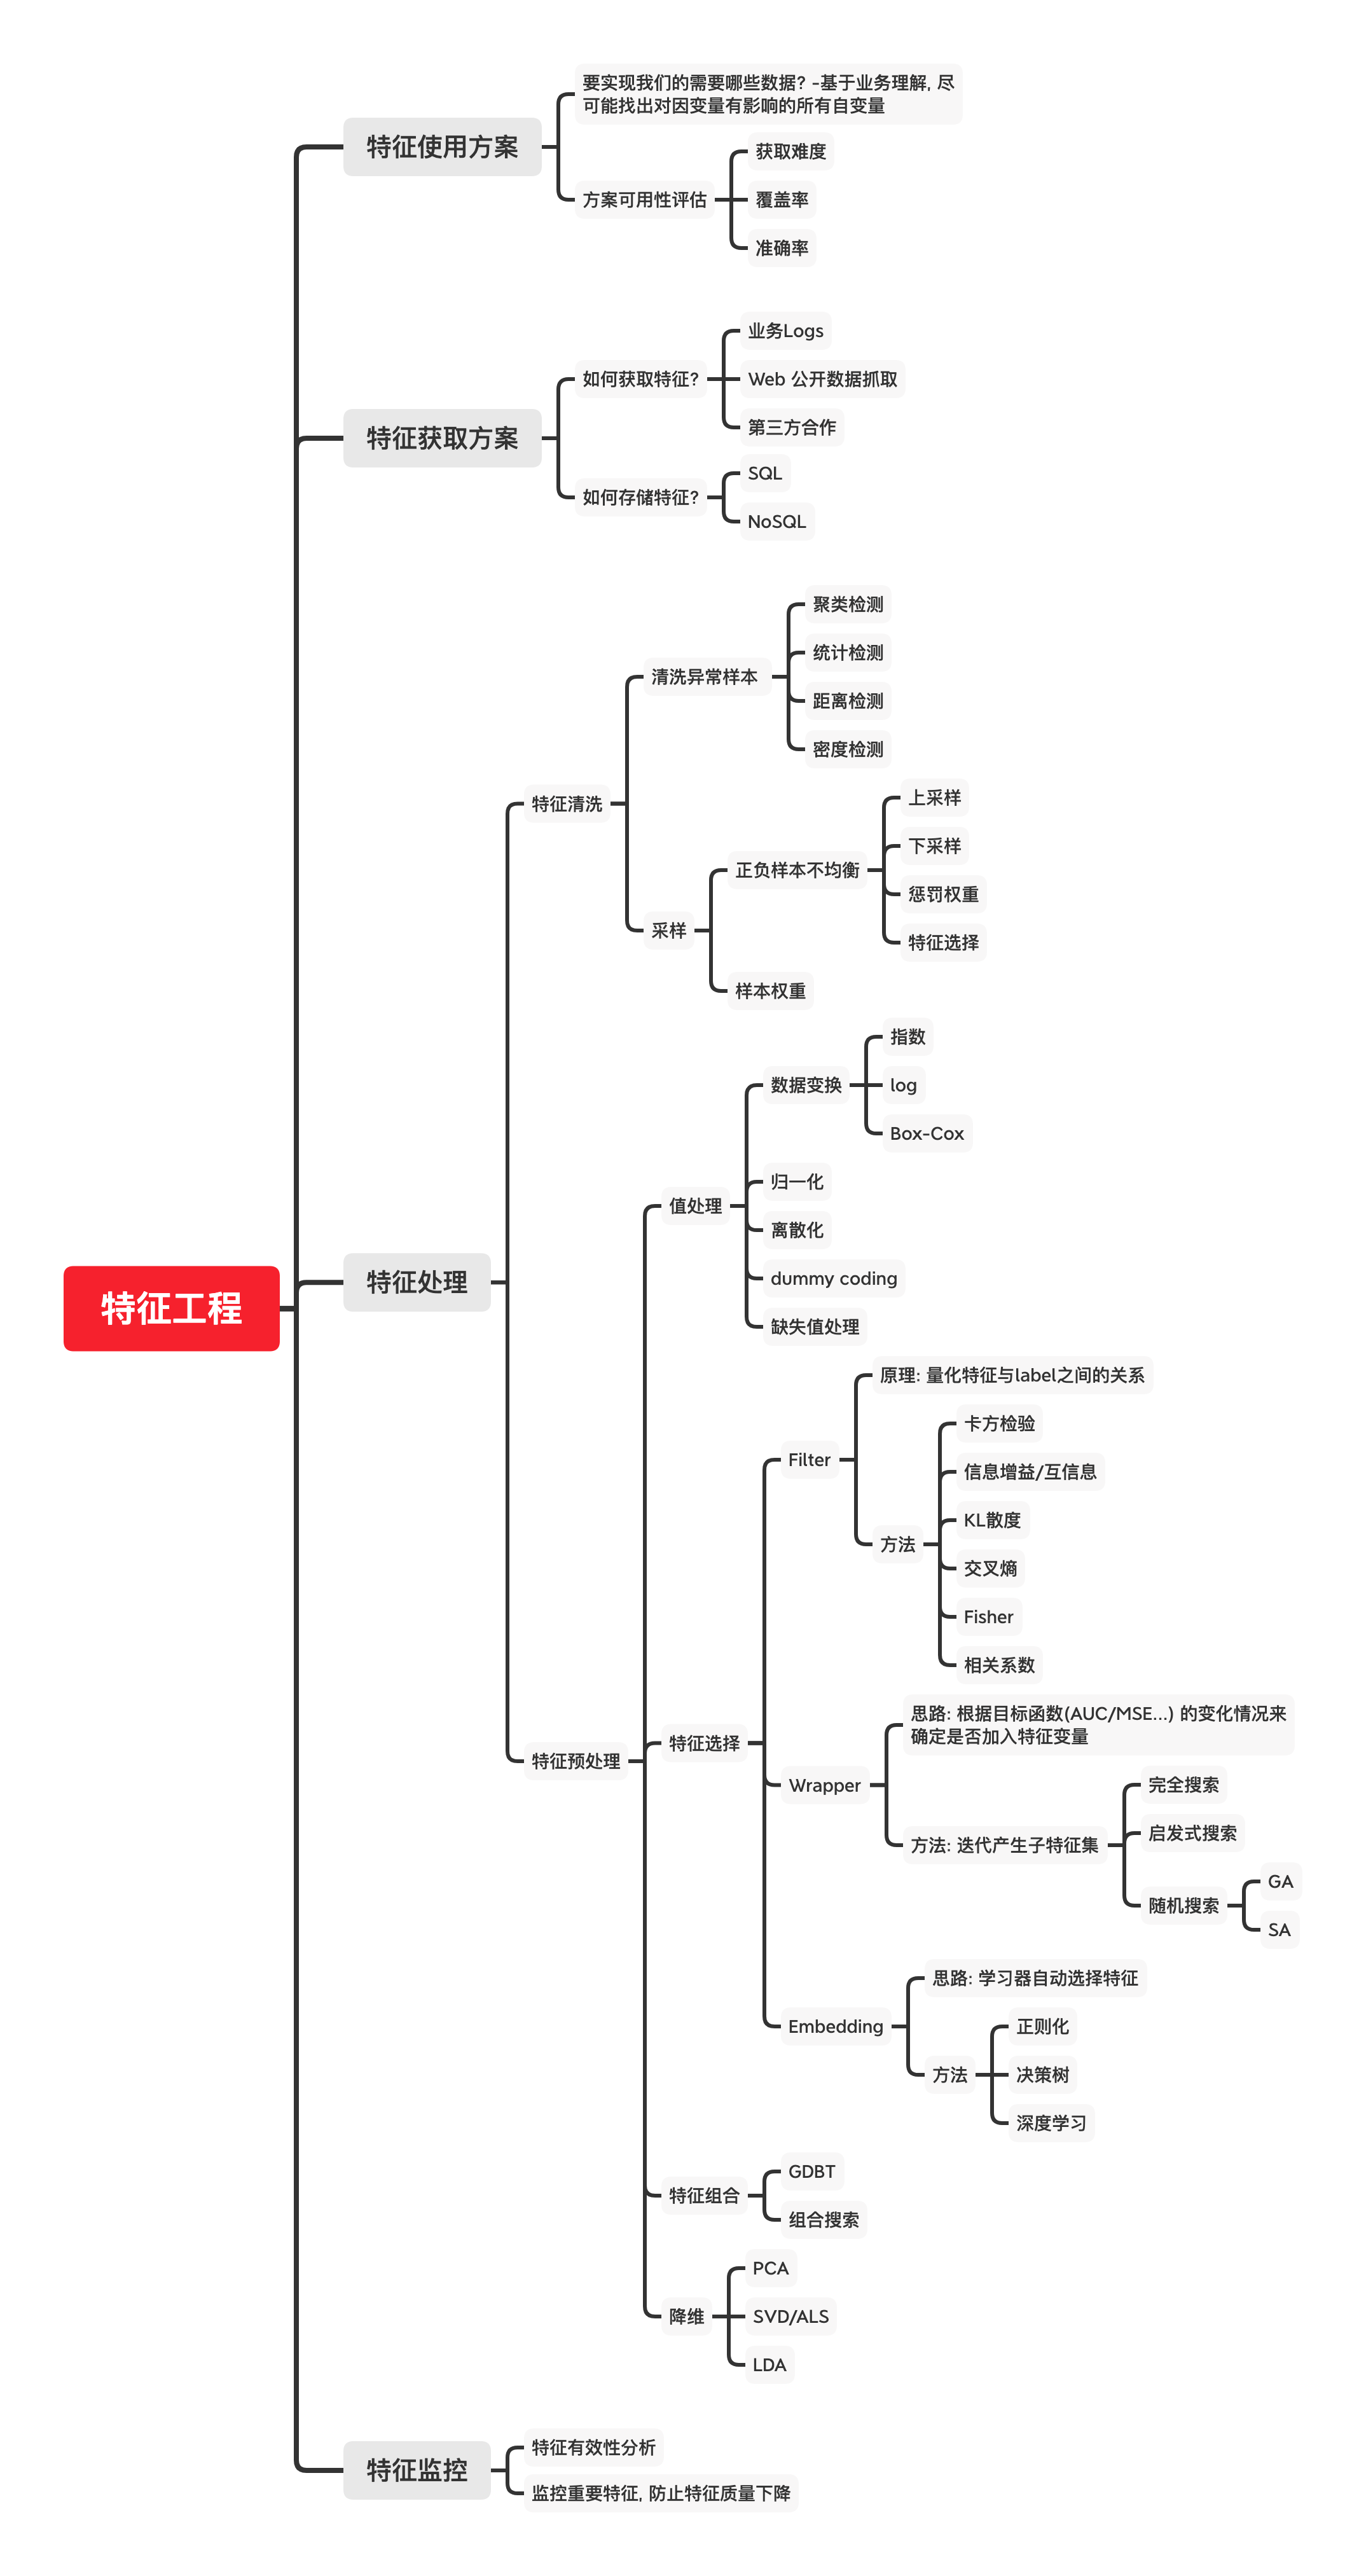 要实现我们的需要哪些数据? -基于业务理解, 尽
可能找出对因变量有影响的所有自变量
特征使用方案
获取难度
方案可用性评估
覆盖率
准确率
业务Logs
如何获取特征?
Web 公开数据抓取
第三方合作
特征获取方案
SQL
如何存储特征?
NoSQL
聚类检测
统计检测
清洗异常样本
距离检测
密度检测
特征清洗
上采样
下采样
正负样本不均衡
惩罚权重
特征选择
采样
样本权重
指数
数据变换
log
Box-Cox
归一化
值处理
离散化
dummy coding
缺失值处理
特征处理
特征工程
原理: 量化特征与label之间的关系
Filter
卡方检验
信息增益/互信息
KL散度
方法
交叉熵
Fisher
相关系数
特征选择
特征预处理
思路: 根据目标函数(AUC/MSE...) 的变化情况来
确定是否加入特征变量
Wrapper
完全搜索
启发式搜索
方法: 迭代产生子特征集
随机搜索
GA
SA
思路: 学习器自动选择特征
Embedding
正则化
方法
决策树
深度学习
GDBT
特征组合
组合搜索
PCA
降维
SVD/ALS
LDA
特征有效性分析
特征监控
监控重要特征, 防止特征质量下降